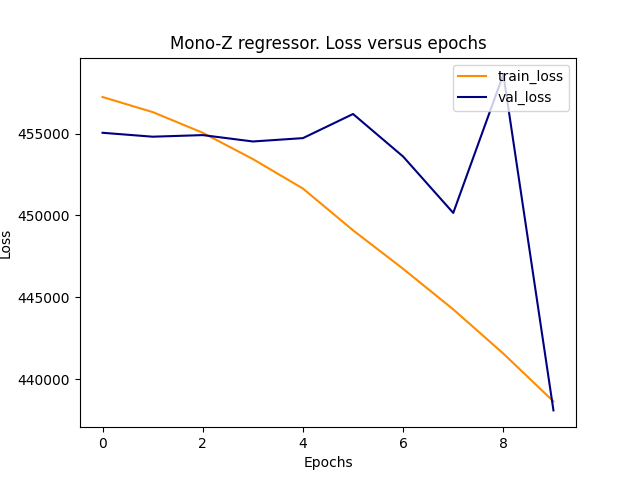 Mono-Z regressor. Loss versus epochs
train_loss
val_loss
455000
450000
445000
440000
Loss
0 2 4 6 8
Epochs